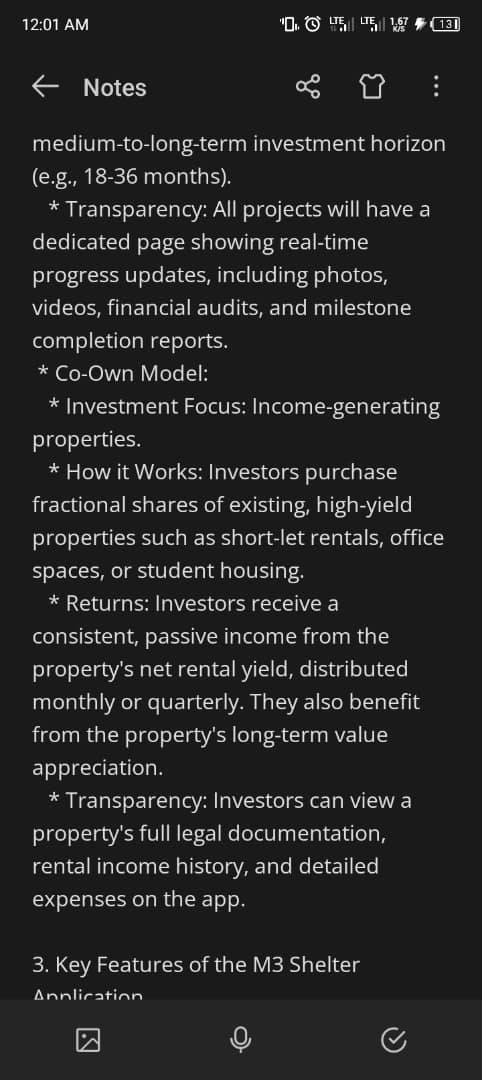 12:01 AM LTE LTE 1.67 K/S 13
Notes
medium-to-long-term investment horizon
(e.g., 18-36 months).
* Transparency: All projects will have a
dedicated page showing real-time
progress updates, including photos,
videos, financial audits, and milestone
completion reports.
* Co-Own Model:
* Investment Focus: Income-generating
properties.
* How it Works: Investors purchase
fractional shares of existing, high-yield
properties such as short-let rentals, office
spaces, or student housing.
* Returns: Investors receive a
consistent, passive income from the
property's net rental yield, distributed
monthly or quarterly. They also benefit
from the property's long-term value
appreciation.
* Transparency: Investors can view a
property's full legal documentation,
rental income history, and detailed
expenses on the app.
3. Key Features of the M3 Shelter
Application